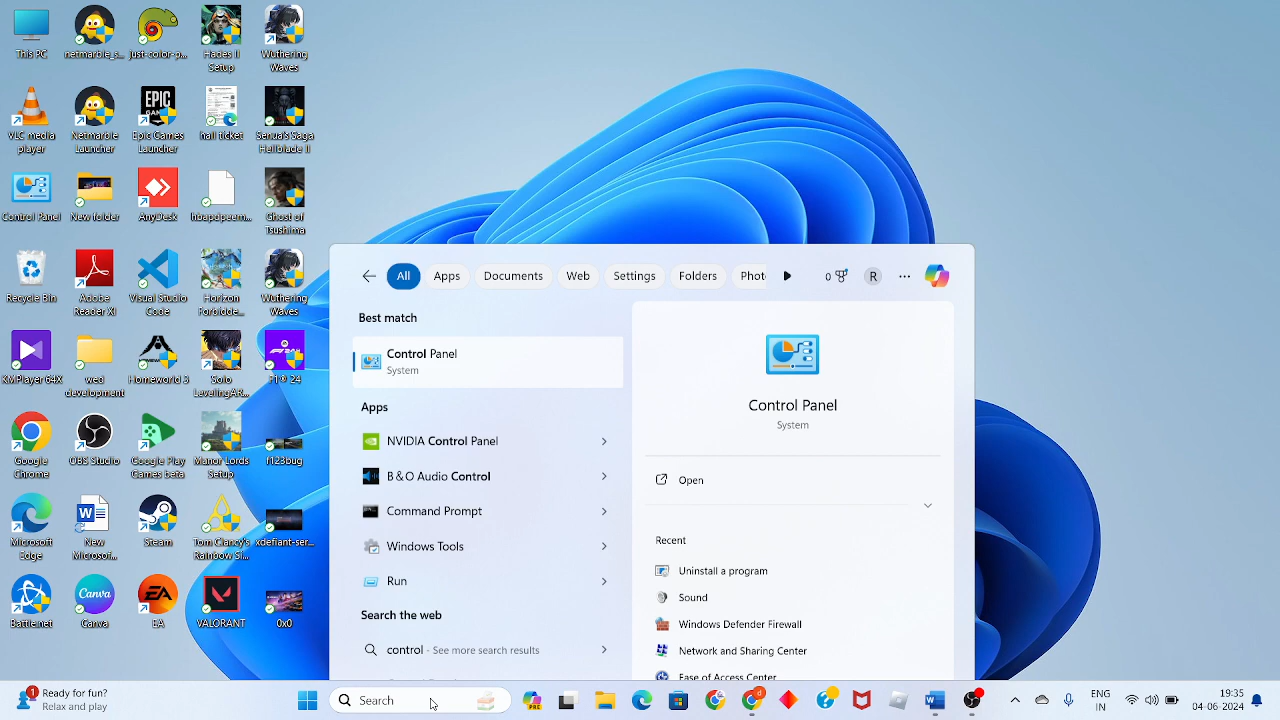 This PC
netmarble_s...
just-color-p...
Hades II
Setup
Wuthering
Waves
VLC media
player
Netmarble
Launcher
Epic Games
Launcher
hall ticket
Senua's Saga
Hellblade II
Control Panel
New folder
AnyDesk
Ghost of
Tsushima
Recycle Bin
Adobe
Reader XI
Visual Studio
Code
Horizon
Forbidde...
Wuthering
Waves
KMPlayer 64X
wed
development
Homeworld 3
Solo
LevelingAR...
F1® 24
Google
Chrome
OBS Studio
Google Play
Games beta
Manor Lords
Setup
f123bug
Microsoft
Edge
New
Microsof...
Steam
Tom Clancy's
Rainbow Si...
xdefiant-ser...
Battle.net
Canva
EA
VALORANT
0x0
All
Apps
Documents
Web
Settings
Folders
Phot
0
R
Best match
Control Panel
System
Apps
NVIDIA Control Panel
B&O Audio Control
Command Prompt
Windows Tools
Run
Search the web
control - See more search results
Control Panel
System
Open
Recent
Uninstall a program
Sound
Windows Defender Firewall
Network and Sharing Center
Ease of Access Center
1
Ready for fun?
Relax and play
Search
ENG
IN
19:35
04-06-2024